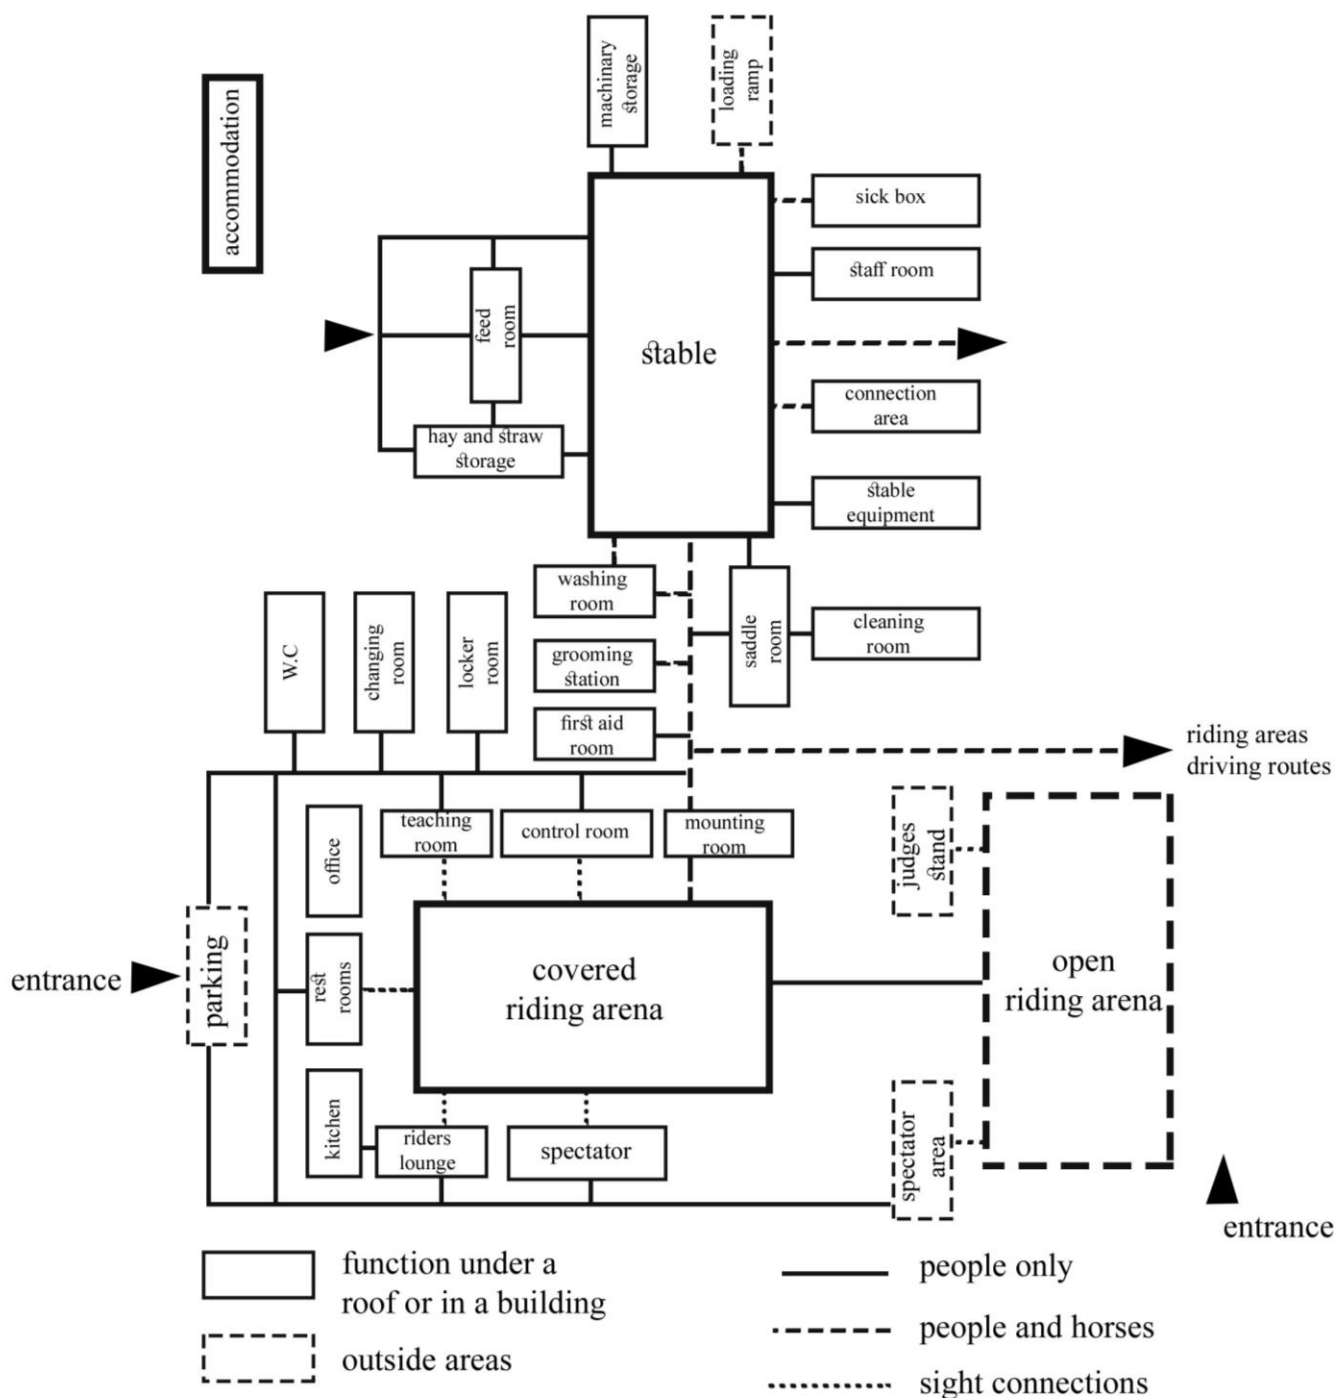 machinary
storage
loading
ramp
accommodation
sick box
staff room
feed
room
stable
connection
area
hay and straw
storage
stable
equipment
washing
room
saddle
room
cleaning
room
W.C
changing
room
locker
room
grooming
station
first aid
room
riding areas
driving routes
office
teaching
room
control room
mounting
room
judges
stand
entrance
parking
rest
rooms
covered
riding arena
open
riding arena
kitchen
riders
lounge
spectator
spectator
area
entrance
function under a
roof or in a building
outside areas
people only
people and horses
sight connections